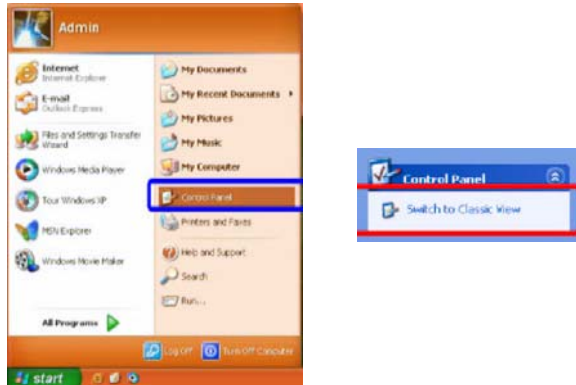 Admin
Internet
Internet Explorer
E-mail
Outlook Express
Files and Settings Transfer
Wizard
Windows Media Player
Tour Windows XP
MSN Explorer
Windows Movie Maker
All Programs
My Documents
My Recent Documents
My Pictures
My Music
My Computer
Control Panel
Printers and Faxes
Help and Support
Search
Run...
Log Off
Turn Off Computer
start
Control Panel
Switch to Classic View